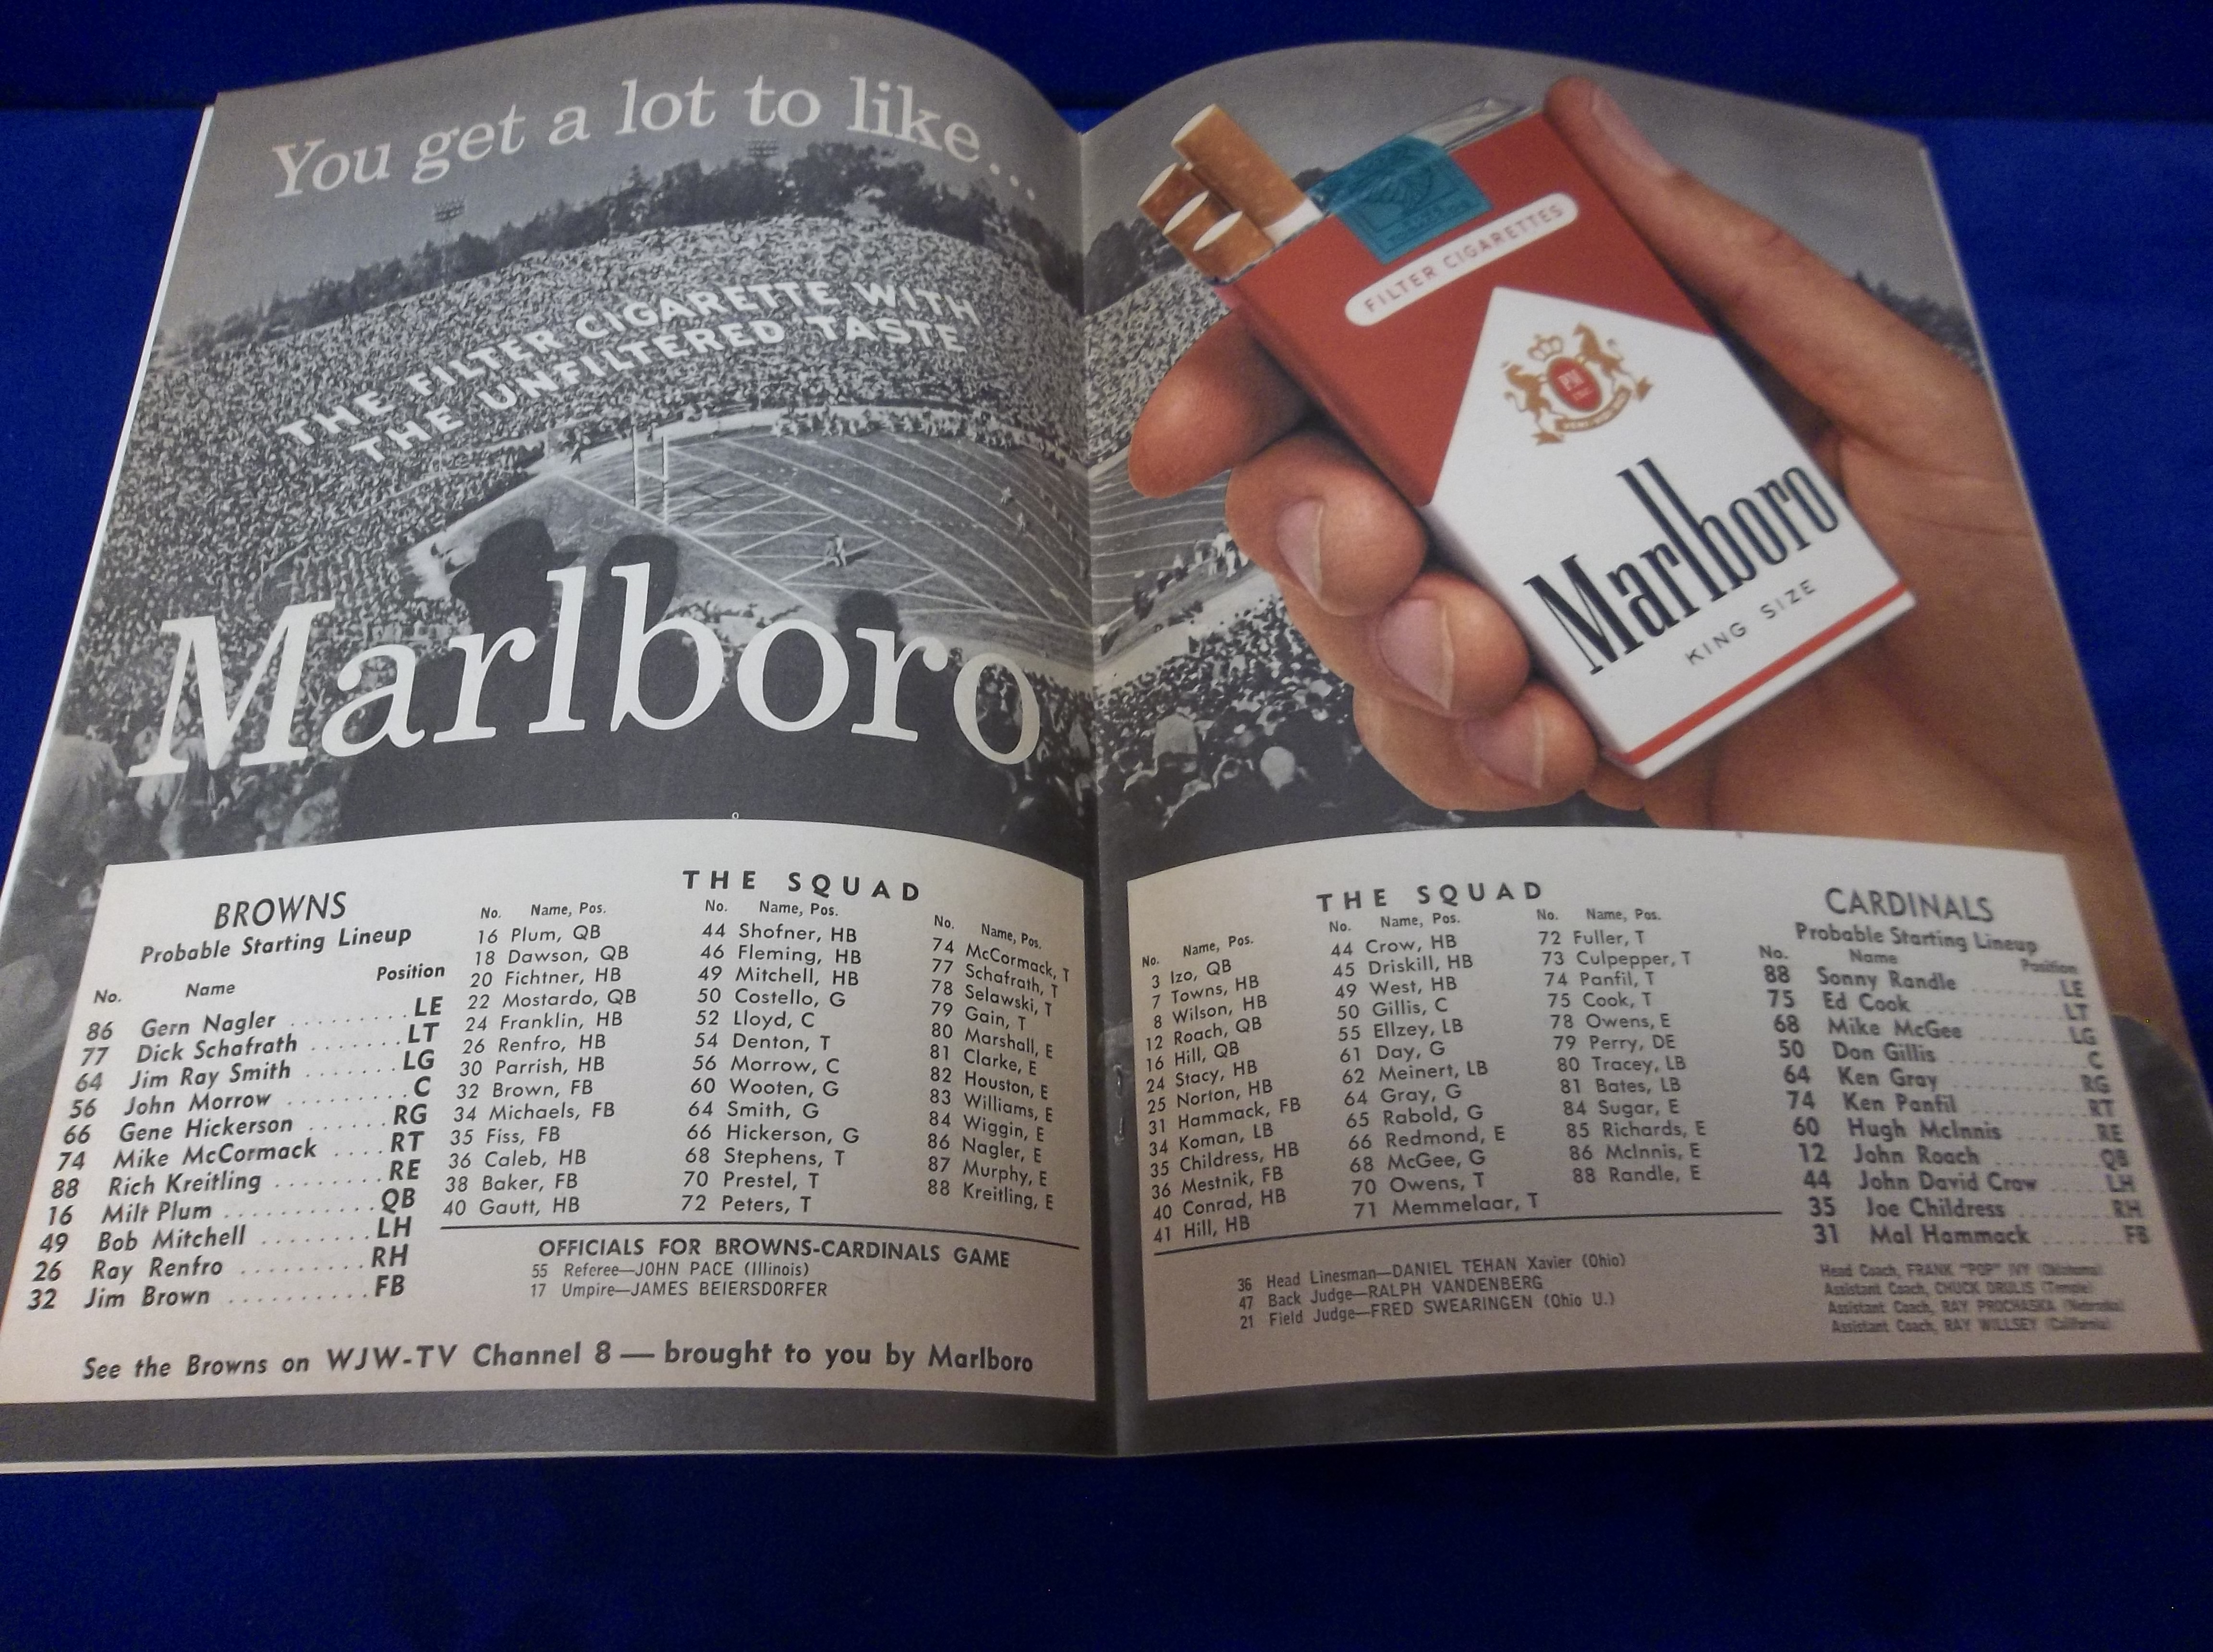 You get a lot to like...
THE FILTER CIGARETTE WITH
THE UNFILTERED TASTE
Marlboro
FILTER CIGARETTES
PM
Marlboro
KING SIZE
BROWNS
Probable Starting Lineup
No. Name Position
86 Gern Nagler .......... LE
77 Dick Schafrath ........ LT
64 Jim Ray Smith ........ LG
56 John Morrow .......... C
66 Gene Hickerson ...... RG
74 Mike McCormack .... RT
88 Rich Kreitling ......... RE
16 Milt Plum ........... QB
49 Bob Mitchell ......... LH
26 Ray Renfro .......... RH
32 Jim Brown .......... FB
THE SQUAD
No. Name, Pos.
16 Plum, QB
18 Dawson, QB
20 Fichtner, HB
22 Mostardo, QB
24 Franklin, HB
26 Renfro, HB
30 Parrish, HB
32 Brown, FB
34 Michaels, FB
35 Fiss, FB
36 Caleb, HB
38 Baker, FB
40 Gautt, HB
No. Name, Pos.
44 Shofner, HB
46 Fleming, HB
49 Mitchell, HB
50 Costello, G
52 Lloyd, C
54 Denton, T
56 Morrow, C
60 Wooten, G
64 Smith, G
66 Hickerson, G
68 Stephens, T
70 Prestel, T
72 Peters, T
No. Name, Pos.
74 McCormack, T
77 Schafrath, T
78 Selawski, T
79 Gain, T
80 Marshall, E
81 Clarke, E
82 Houston, E
83 Williams, E
84 Wiggin, E
86 Nagler, E
87 Murphy, E
88 Kreitling, E
OFFICIALS FOR BROWNS-CARDINALS GAME
55 Referee—JOHN PACE (Illinois)
17 Umpire—JAMES BEIERSDORFER
See the Browns on WJW-TV Channel 8 — brought to you by Marlboro
THE SQUAD
No. Name, Pos.
3 Izo, QB
7 Towns, HB
8 Wilson, HB
12 Roach, QB
16 Hill, QB
24 Stacy, HB
25 Norton, HB
31 Hammack, FB
34 Koman, LB
35 Childress, HB
36 Mestnik, FB
40 Conrad, HB
41 Hill, HB
No. Name, Pos.
44 Crow, HB
45 Driskill, HB
49 West, HB
50 Gillis, C
55 Ellzey, LB
61 Day, G
62 Meinert, LB
64 Gray, G
65 Rabold, G
66 Redmond, E
68 McGee, G
70 Owens, T
71 Memmelaar, T
No. Name, Pos.
72 Fuller, T
73 Culpepper, T
74 Panfil, T
75 Cook, T
78 Owens, E
79 Perry, DE
80 Tracey, LB
81 Bates, LB
84 Sugar, E
85 Richards, E
86 McInnis, E
88 Randle, E
36 Head Linesman—DANIEL TEHAN Xavier (Ohio)
47 Back Judge—RALPH VANDENBERG
21 Field Judge—FRED SWEARINGEN (Ohio U.)
CARDINALS
Probable Starting Lineup
No. Name Position
88 Sonny Randle .......... LE
75 Ed Cook .......... LT
68 Mike McGee .......... LG
50 Don Gillis .......... C
64 Ken Gray .......... RG
74 Ken Panfil .......... RT
60 Hugh McInnis .......... RE
12 John Roach .......... QB
44 John David Crow ...... LH
35 Joe Childress .......... RH
31 Mal Hammack .......... FB
Head Coach, FRANK "POP" IVY (Oklahoma)
Assistant Coach, CHUCK DRULIS (Temple)
Assistant Coach, RAY PROCHASKA (Nebraska)
Assistant Coach, RAY WILLSEY (California)